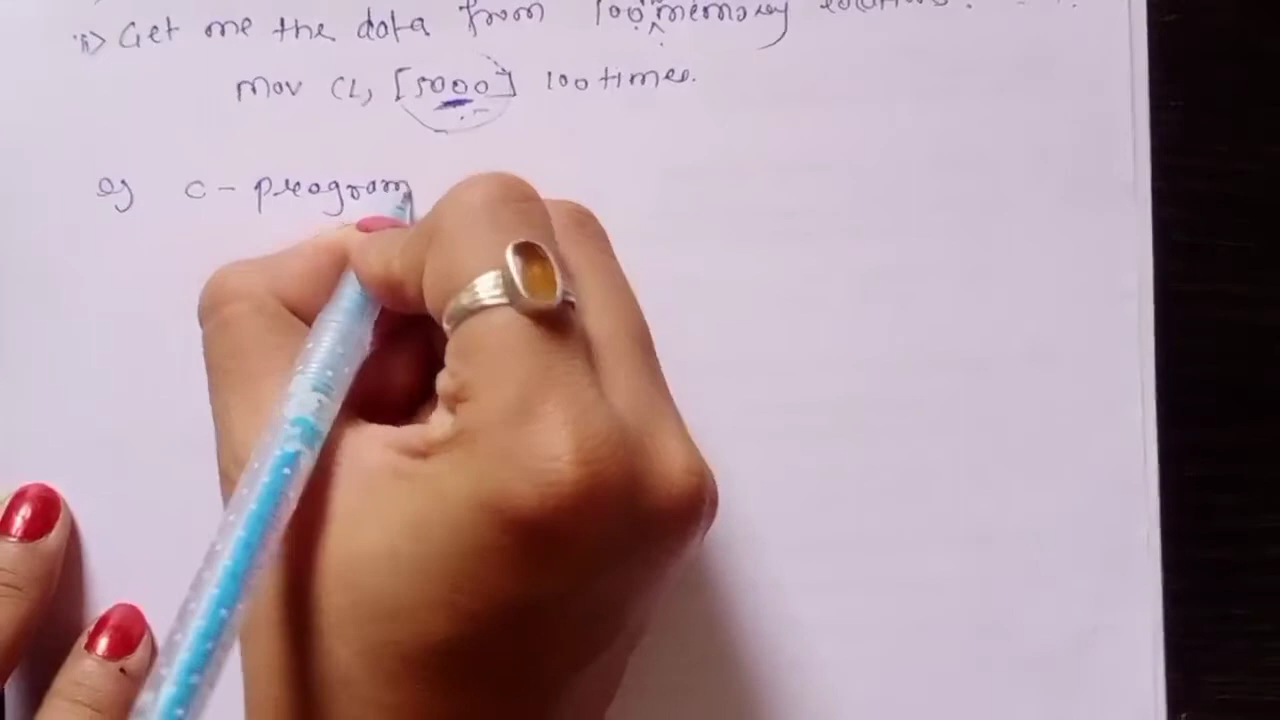 ii> Get me the data from 100 memory
mov CL, [5000] 100 times.
eg c - program